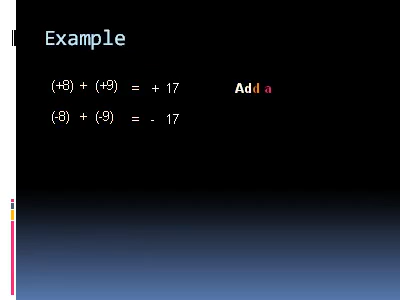 Example
(+8) + (+9) = + 17 Add a
(-8) + (-9) = - 17